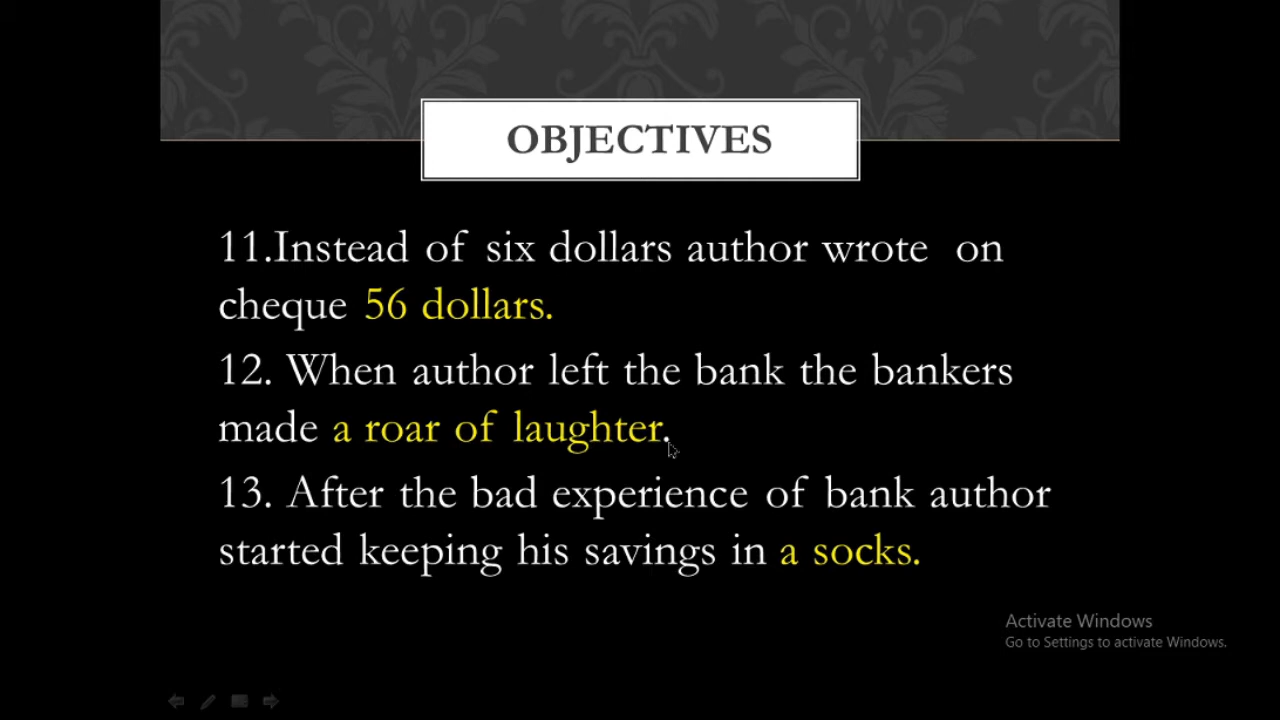 OBJECTIVES
11.Instead of six dollars author wrote on
cheque 56 dollars.
12. When author left the bank the bankers
made a roar of laughter.
13. After the bad experience of bank author
started keeping his savings in a socks.
Activate Windows
Go to Settings to activate Windows.